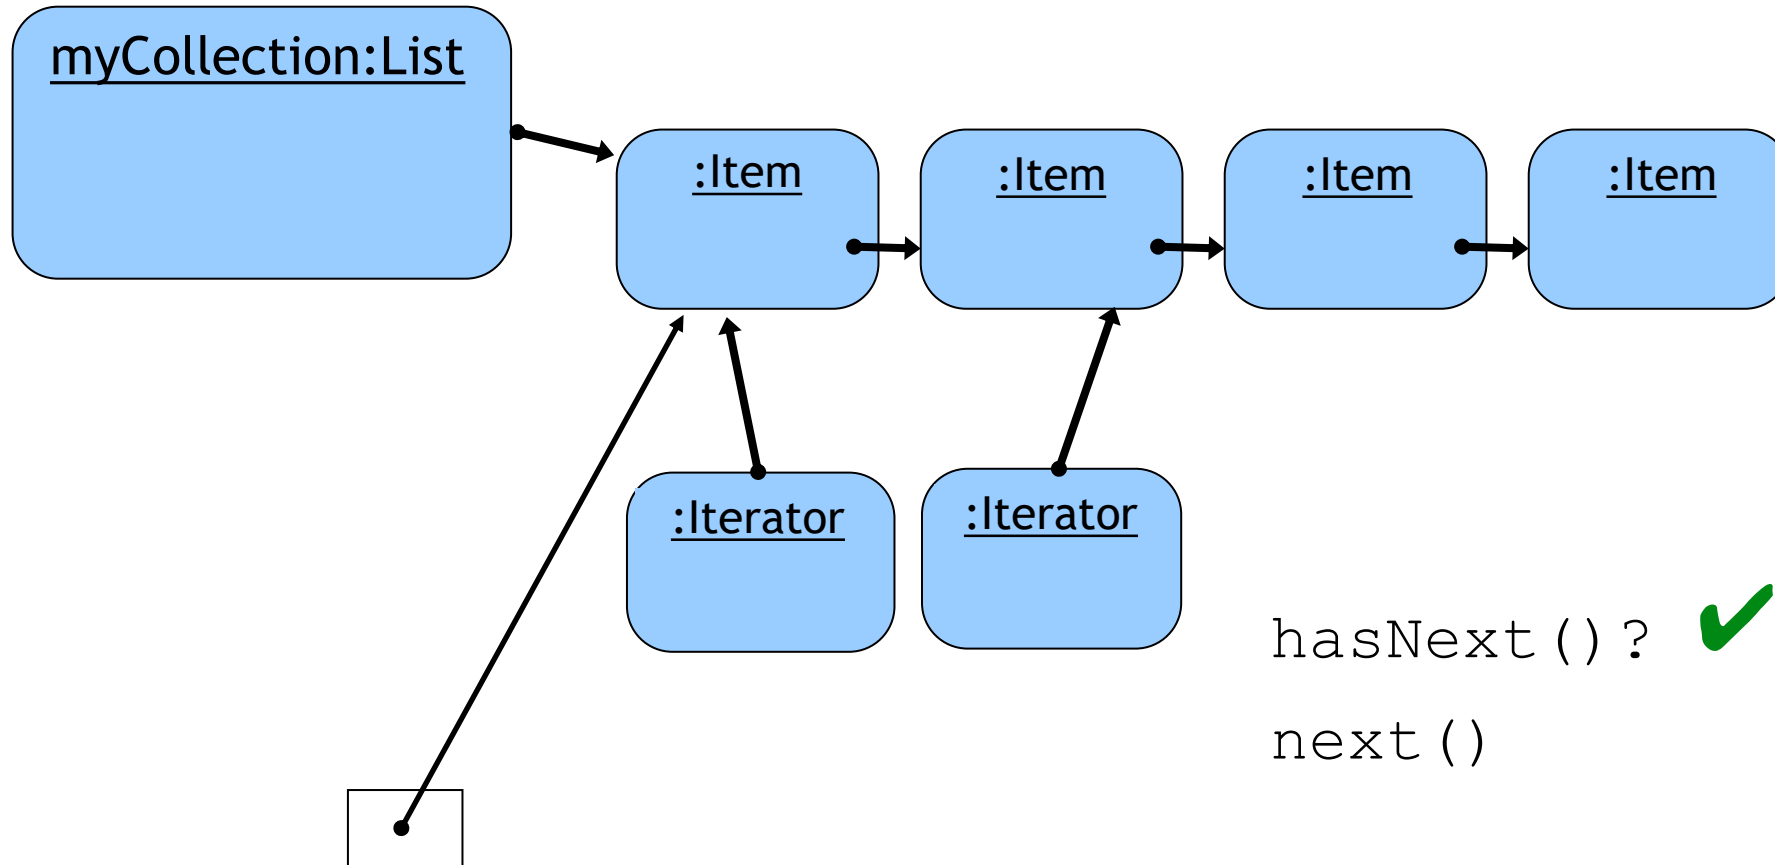 myCollection:List
:Item
:Item
:Item
:Item
:Iterator
:Iterator
hasNext()? ✔
next()